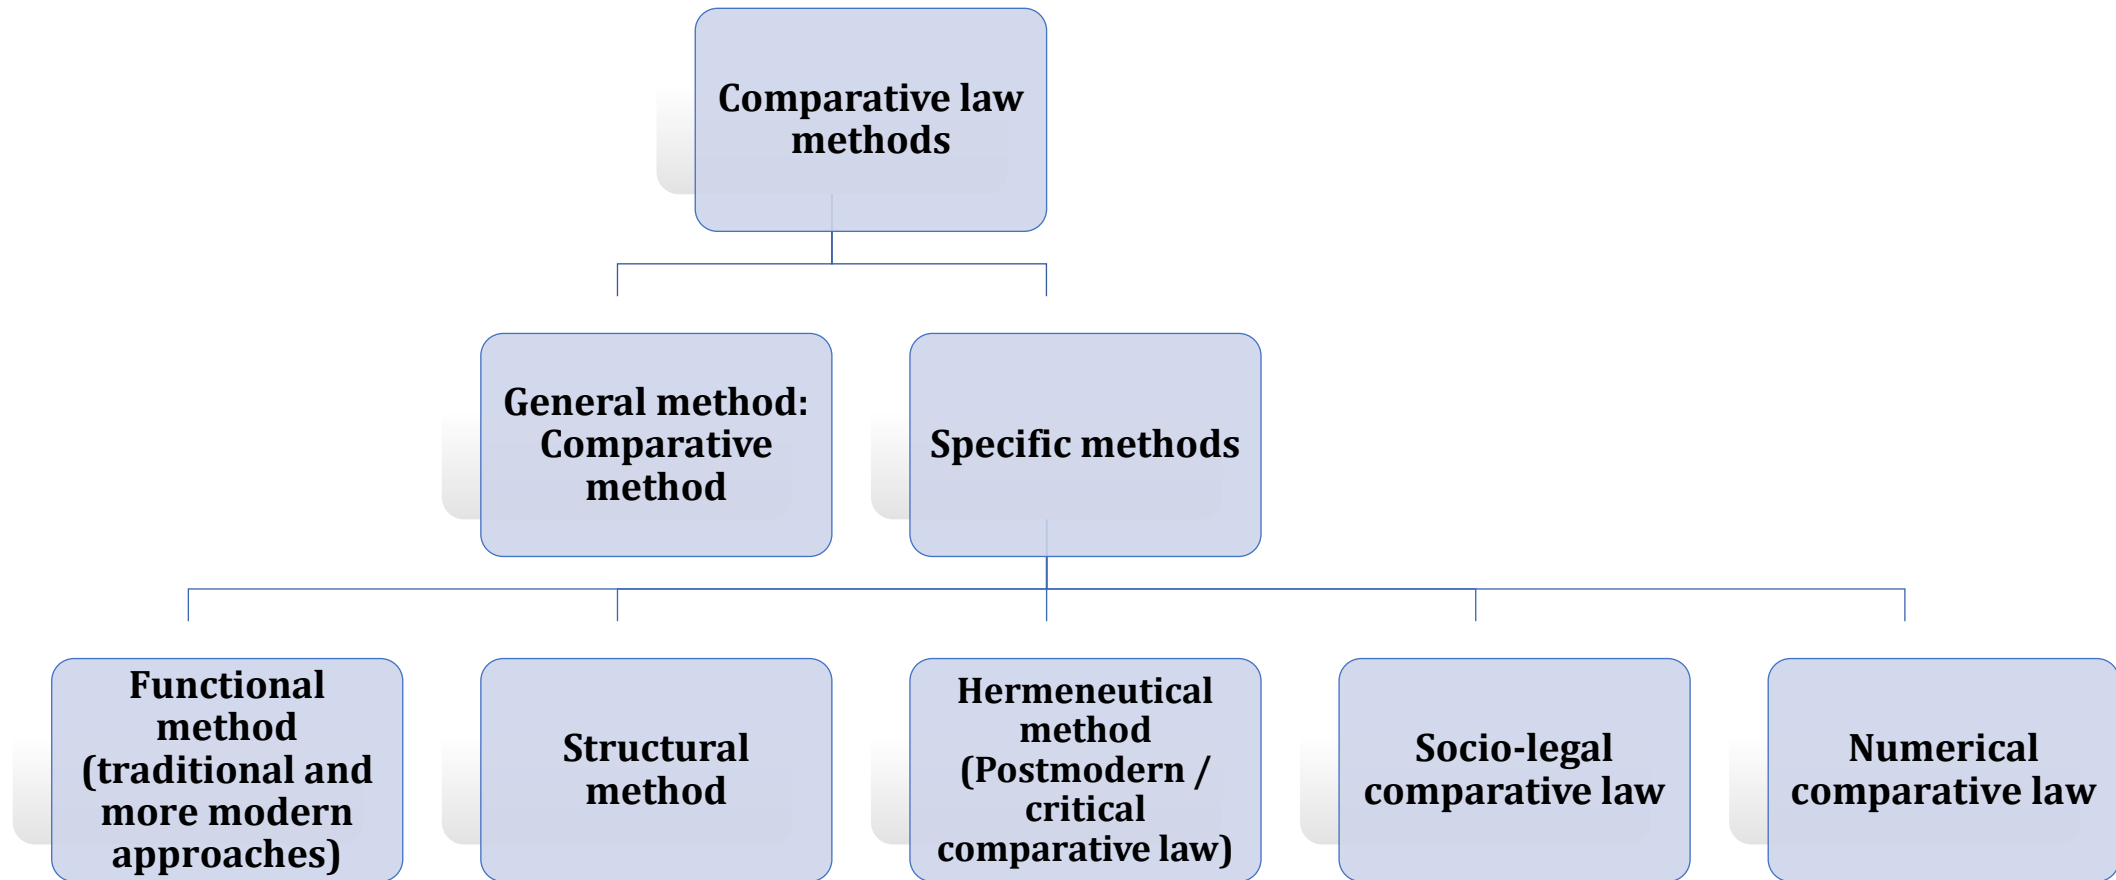 Comparative law
methods
General method:
Comparative
method
Specific methods
Functional
method
(traditional and
more modern
approaches)
Structural
method
Hermeneutical
method
(Postmodern /
critical
comparative law)
Socio-legal
comparative law
Numerical
comparative law